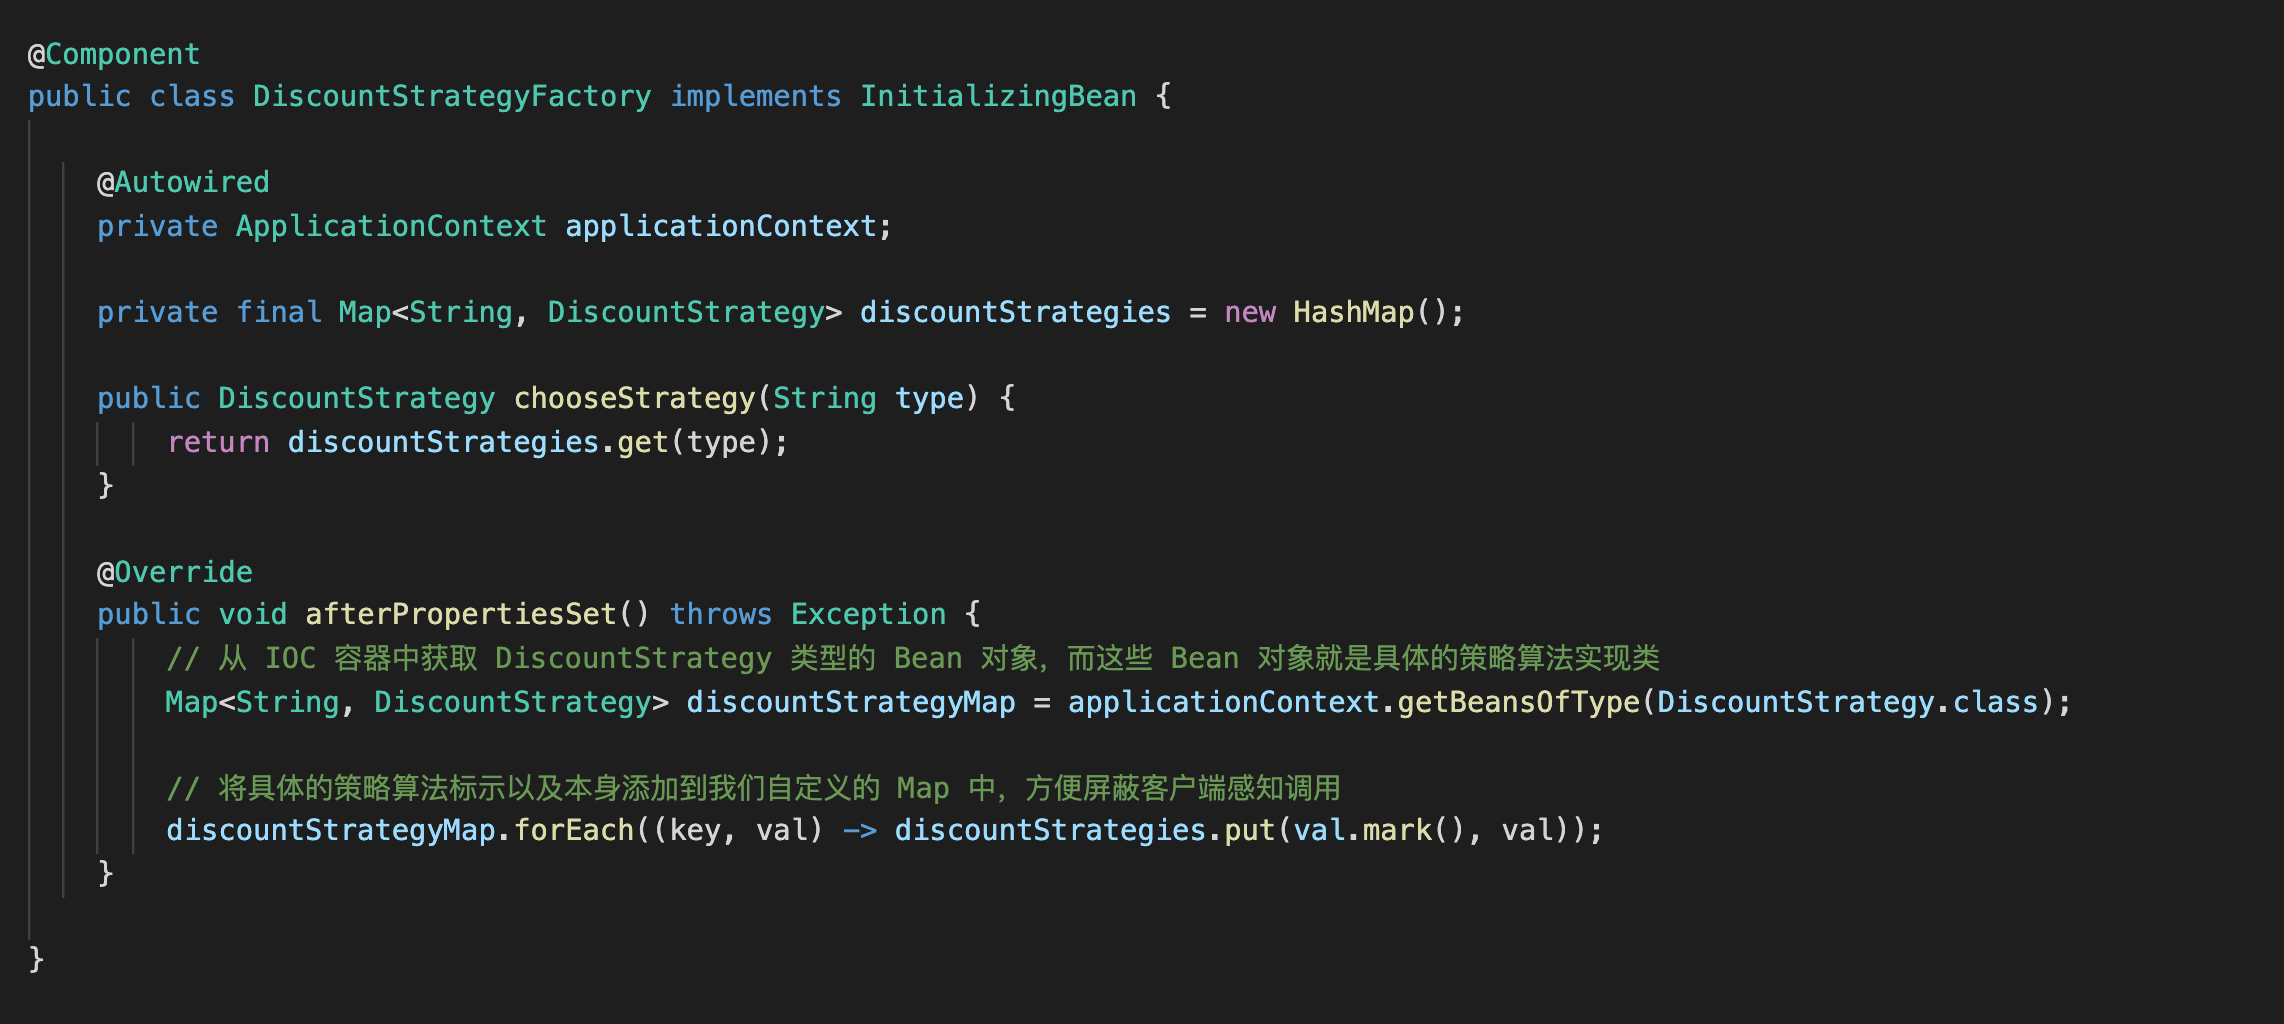 @Component
public class DiscountStrategyFactory implements InitializingBean {
@Autowired
private ApplicationContext applicationContext;
private final Map<String, DiscountStrategy> discountStrategies = new HashMap();
public DiscountStrategy chooseStrategy(String type) {
return discountStrategies.get(type);
}
@Override
public void afterPropertiesSet() throws Exception {
// 从 IOC 容器中获取 DiscountStrategy 类型的 Bean 对象，而这些 Bean 对象就是具体的策略算法实现类
Map<String, DiscountStrategy> discountStrategyMap = applicationContext.getBeansOfType(DiscountStrategy.class);
// 将具体的策略算法标示以及本身添加到我们自定义的 Map 中，方便屏蔽客户端感知调用
discountStrategyMap.forEach((key, val) -> discountStrategies.put(val.mark(), val));
}
}